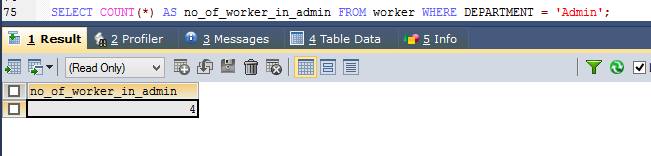 75 SELECT COUNT(*) AS no_of_worker_in_admin FROM worker WHERE DEPARTMENT = 'Admin';
1 Result 2 Profiler 3 Messages 4 Table Data 5 Info
(Read Only)
no_of_worker_in_admin
4